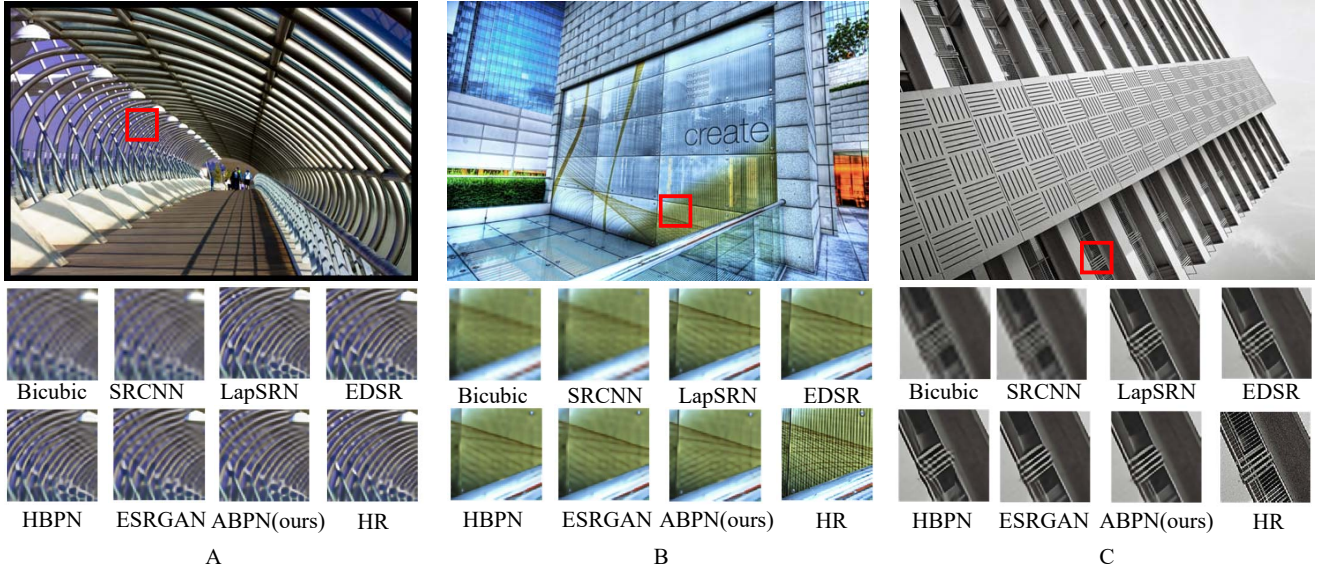 create
Bicubic SRCNN LapSRN EDSR
HBPN ESRGAN ABPN(ours) HR
A
Bicubic SRCNN LapSRN EDSR
HBPN ESRGAN ABPN(ours) HR
B
Bicubic SRCNN LapSRN EDSR
HBPN ESRGAN ABPN(ours) HR
C